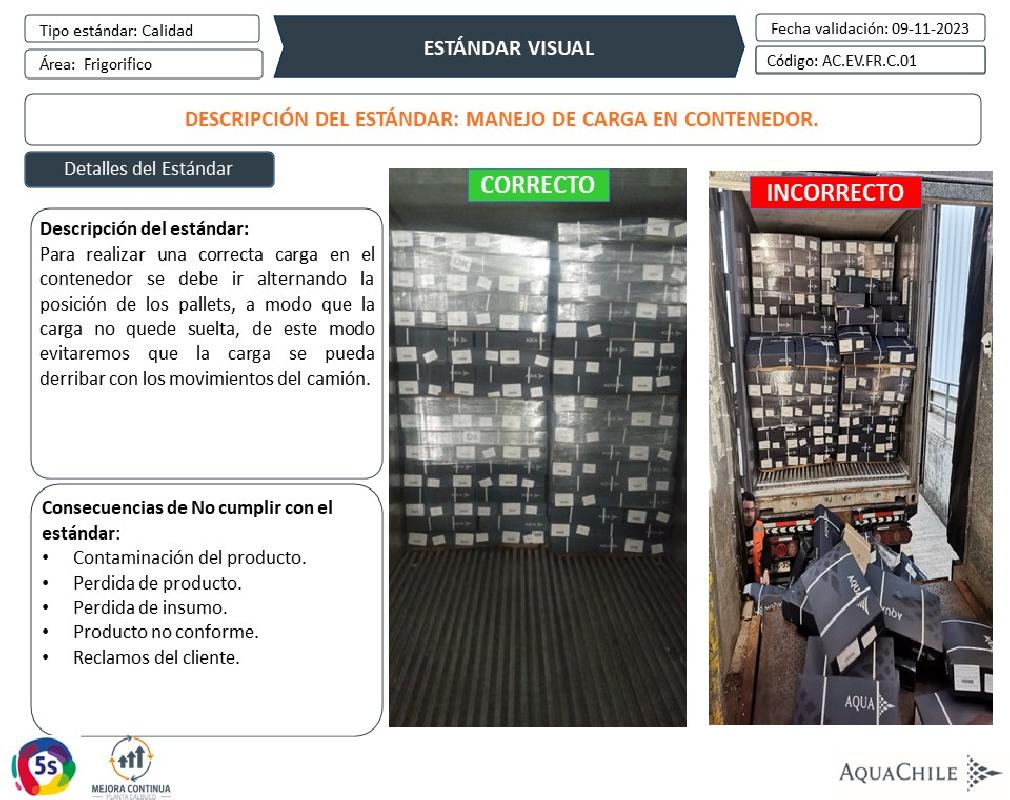 Tipo estándar: Calidad
Área: Frigorifico
ESTÁNDAR VISUAL
Fecha validación: 09-11-2023
Código: AC.EV.FR.C.01
DESCRIPCIÓN DEL ESTÁNDAR: MANEJO DE CARGA EN CONTENEDOR.
Detalles del Estándar
Descripción del estándar:
Para realizar una correcta carga en el
contenedor se debe ir alternando la
posición de los pallets, a modo que la
carga no quede suelta, de este modo
evitaremos que la carga se pueda
derribar con los movimientos del camión.
Consecuencias de No cumplir con el
estándar:
• Contaminación del producto.
• Perdida de producto.
• Perdida de insumo.
• Producto no conforme.
• Reclamos del cliente.
CORRECTO
INCORRECTO
AQUA
AQUA
AQUA
AQUA
5s
MEJORA CONTINUA
PLANTA CALBUCO
AQUACHILE